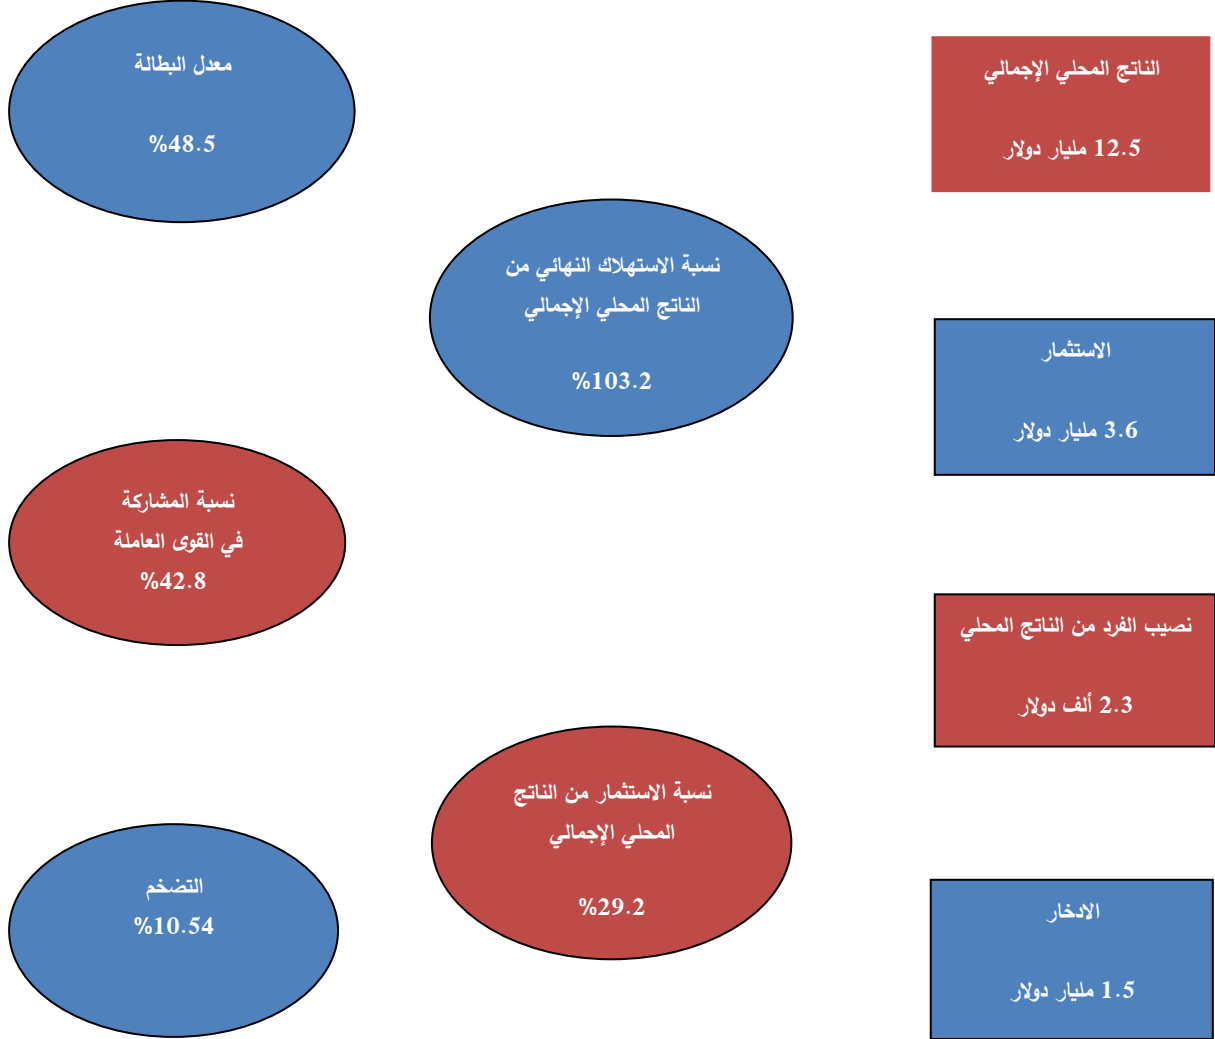 الناتج المحلي الإجمالي
12.5 مليار دولار
الاستثمار
3.6 مليار دولار
نصيب الفرد من الناتج المحلي
2.3 ألف دولار
الادخار
1.5 مليار دولار
نسبة الاستهلاك النهائي من
الناتج المحلي الإجمالي
%103.2
نسبة الاستثمار من الناتج
المحلي الإجمالي
%29.2
معدل البطالة
%48.5
نسبة المشاركة
في القوى العاملة
%42.8
التضخم
%10.54